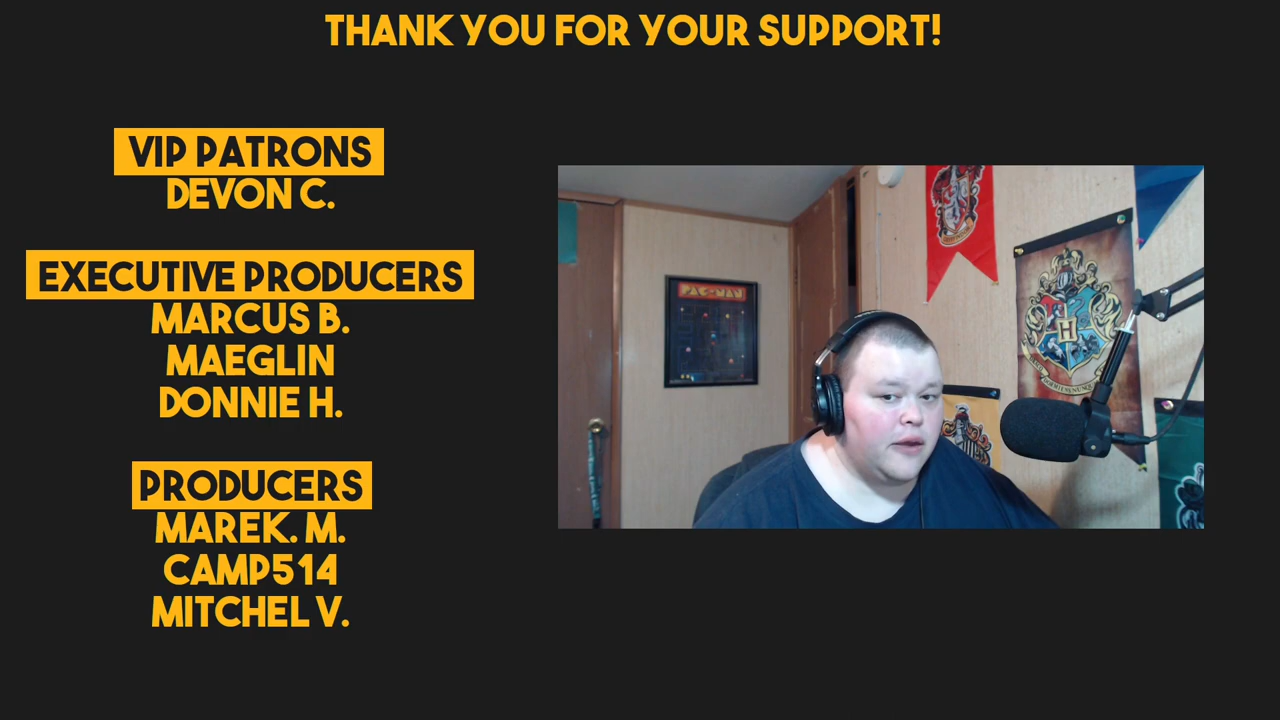 THANK YOU FOR YOUR SUPPORT!
VIP PATRONS
DEVON C.
EXECUTIVE PRODUCERS
MARCUS B.
MAEGLIN
DONNIE H.
PRODUCERS
MAREK. M.
CAMP514
MITCHEL V.
PAC-MAN
H